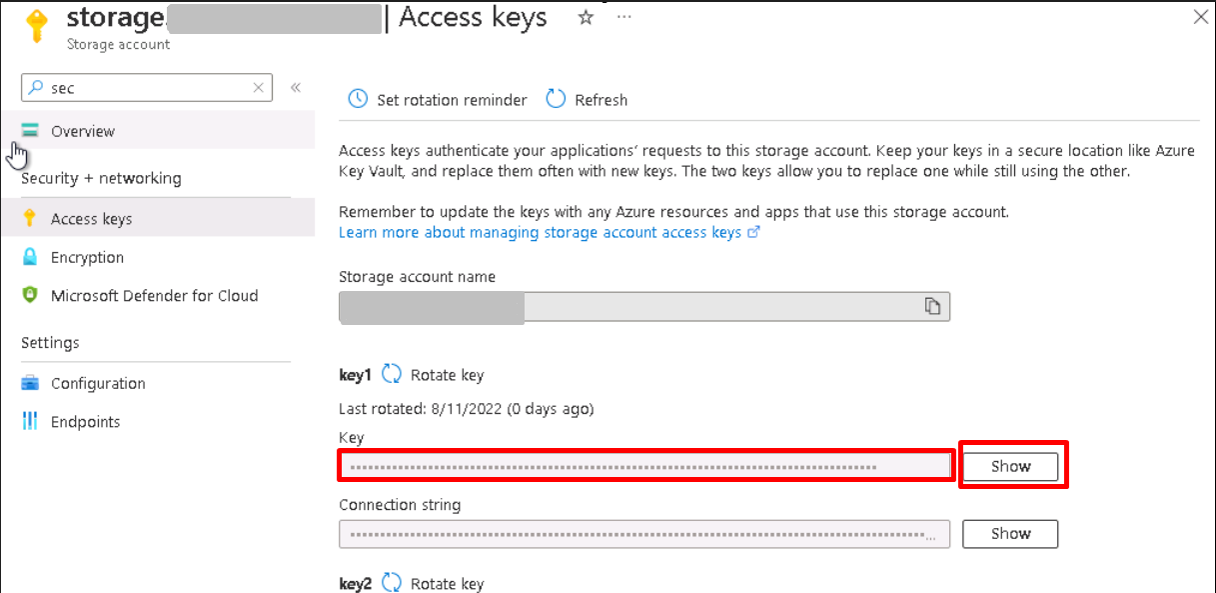 storage | Access keys
Storage account
sec
Overview
Security + networking
Access keys
Encryption
Microsoft Defender for Cloud
Settings
Configuration
Endpoints
Set rotation reminder
Refresh
Access keys authenticate your applications' requests to this storage account. Keep your keys in a secure location like Azure
Key Vault, and replace them often with new keys. The two keys allow you to replace one while still using the other.
Remember to update the keys with any Azure resources and apps that use this storage account.
Learn more about managing storage account access keys
Storage account name
key1 Rotate key
Last rotated: 8/11/2022 (0 days ago)
Key
Show
Connection string
Show
key2 Rotate key